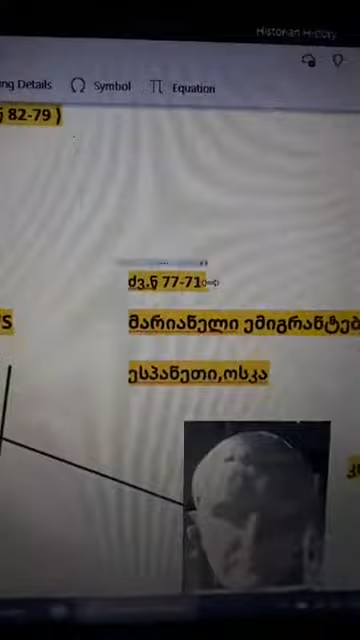 Historian History
ng Details Symbol Equation
ნ 82-79 )
ძვ.ნ 77-71
'S მარიანელი ემიგრანტებ
ესპანეთი,ოსკა